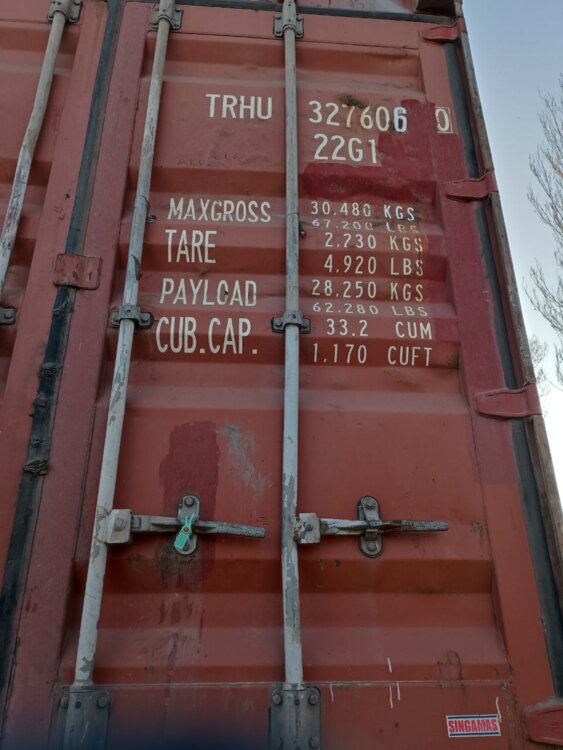 TRHU 327606 0
22G1
MAXGROSS 30.480 KGS
67.200 LBS
TARE 2.230 KGS
4.920 LBS
PAYLOAD 28.250 KGS
62.280 LBS
CUB.CAP. 33.2 CUM
1,170 CUFT
SINGAMAS